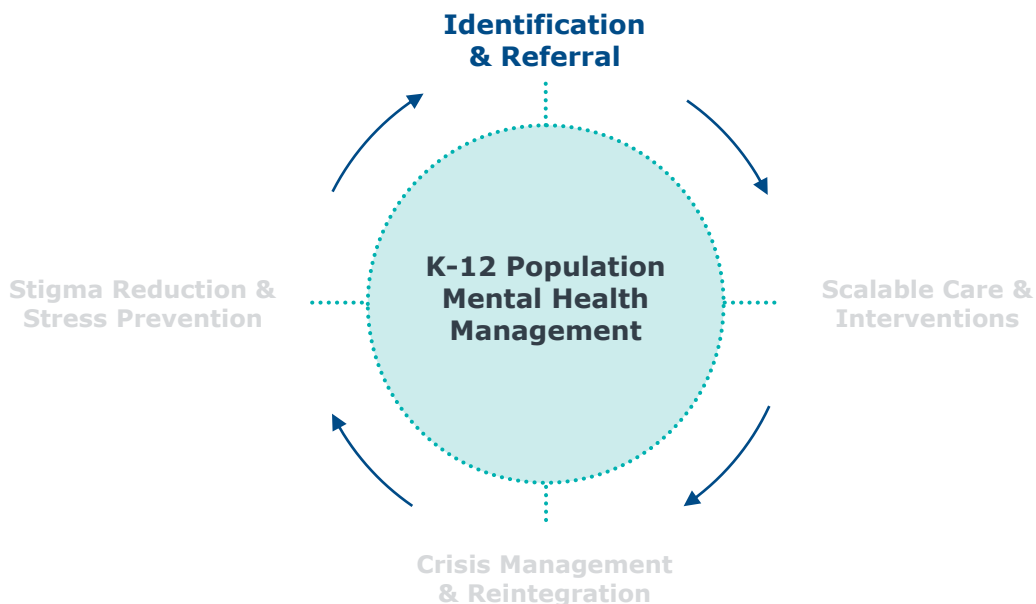 Identification
& Referral
K-12 Population
Mental Health
Management
Stigma Reduction &
Stress Prevention
Scalable Care &
Interventions
Crisis Management
& Reintegration